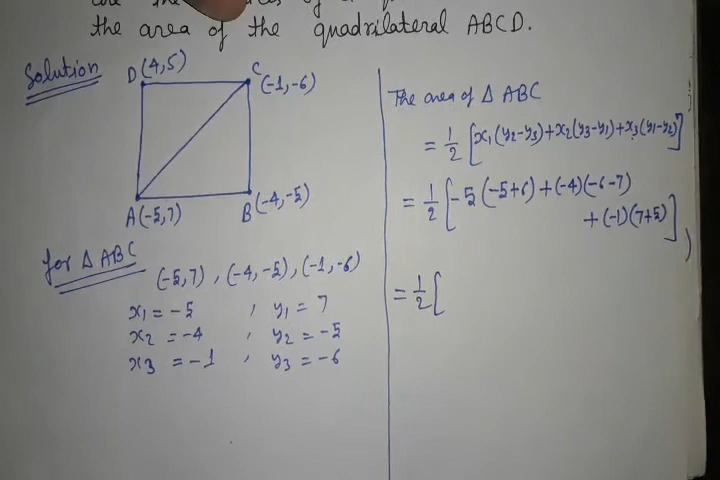 the area of the quadrilateral ABCD.
Solution
D(4,5)
C(-1,-6)
A(-5,7)
B(-4,-5)
for Δ ABC
(-5,7), (-4,-5), (-1,-6)
x1 = -5 , y1 = 7
x2 = -4 , y2 = -5
x3 = -1 , y3 = -6
The area of Δ ABC
= 1/2 [x1(y2-y3)+x2(y3-y1)+x3(y1-y2)]
= 1/2 [-5(-5+6)+(-4)(-6-7)
+(-1)(7+5)]
= 1/2 [